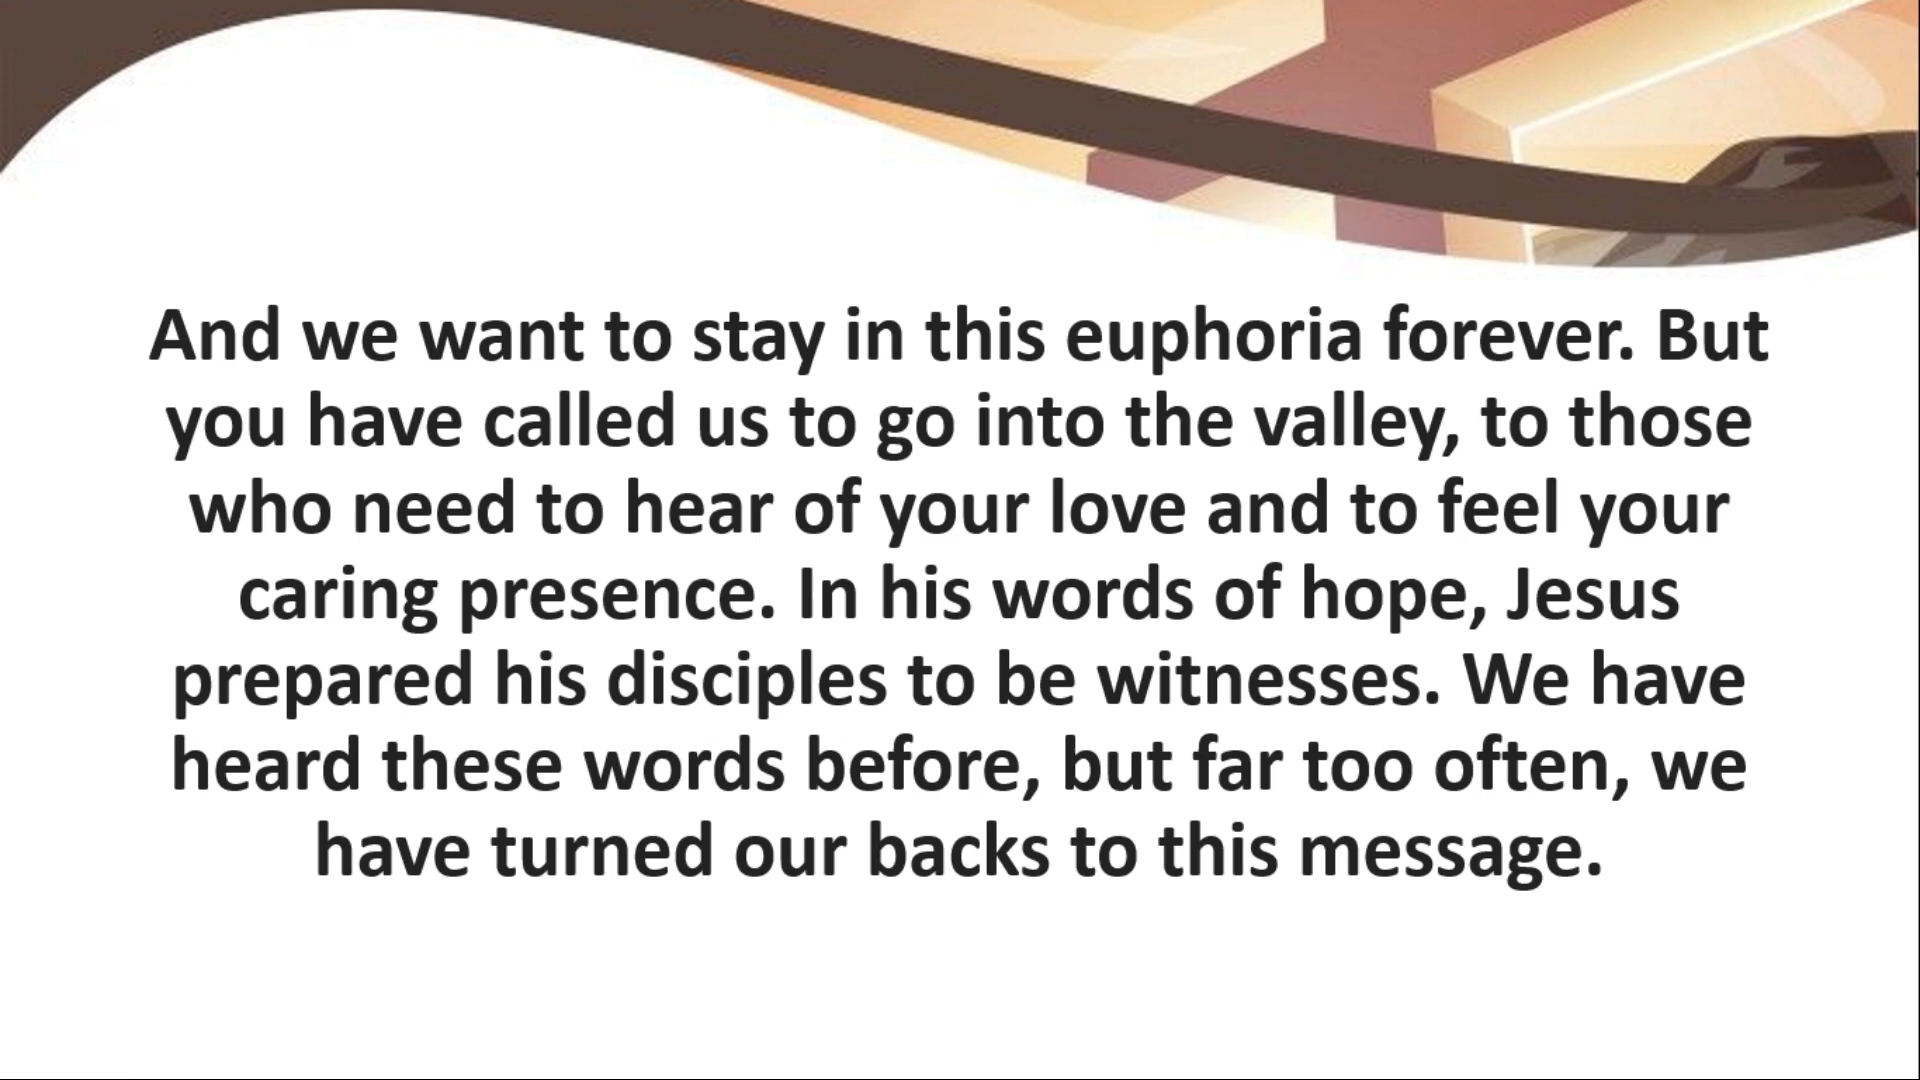 And we want to stay in this euphoria forever. But
you have called us to go into the valley, to those
who need to hear of your love and to feel your
caring presence. In his words of hope, Jesus
prepared his disciples to be witnesses. We have
heard these words before, but far too often, we
have turned our backs to this message.